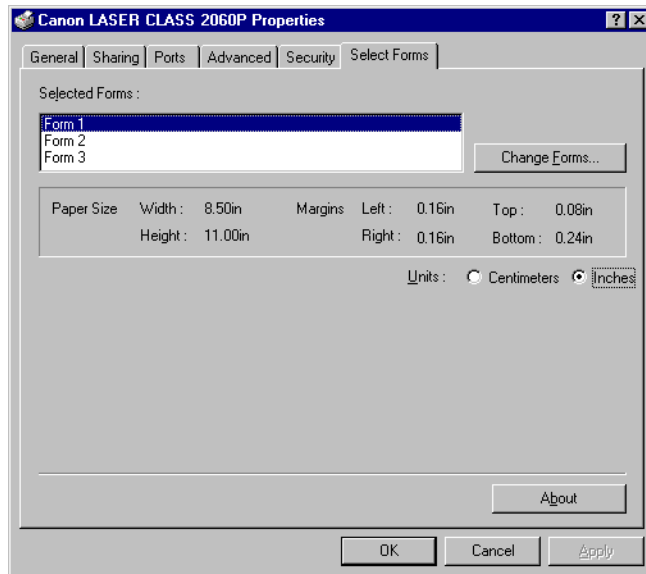 Canon LASER CLASS 2060P Properties
General Sharing Ports Advanced Security Select Forms
Selected Forms :
Form 1
Form 2
Form 3
Change Forms...
Paper Size Width : 8.50in Margins Left : 0.16in Top : 0.08in
Height : 11.00in Right : 0.16in Bottom : 0.24in
Units : Centimeters Inches
About
OK Cancel Apply